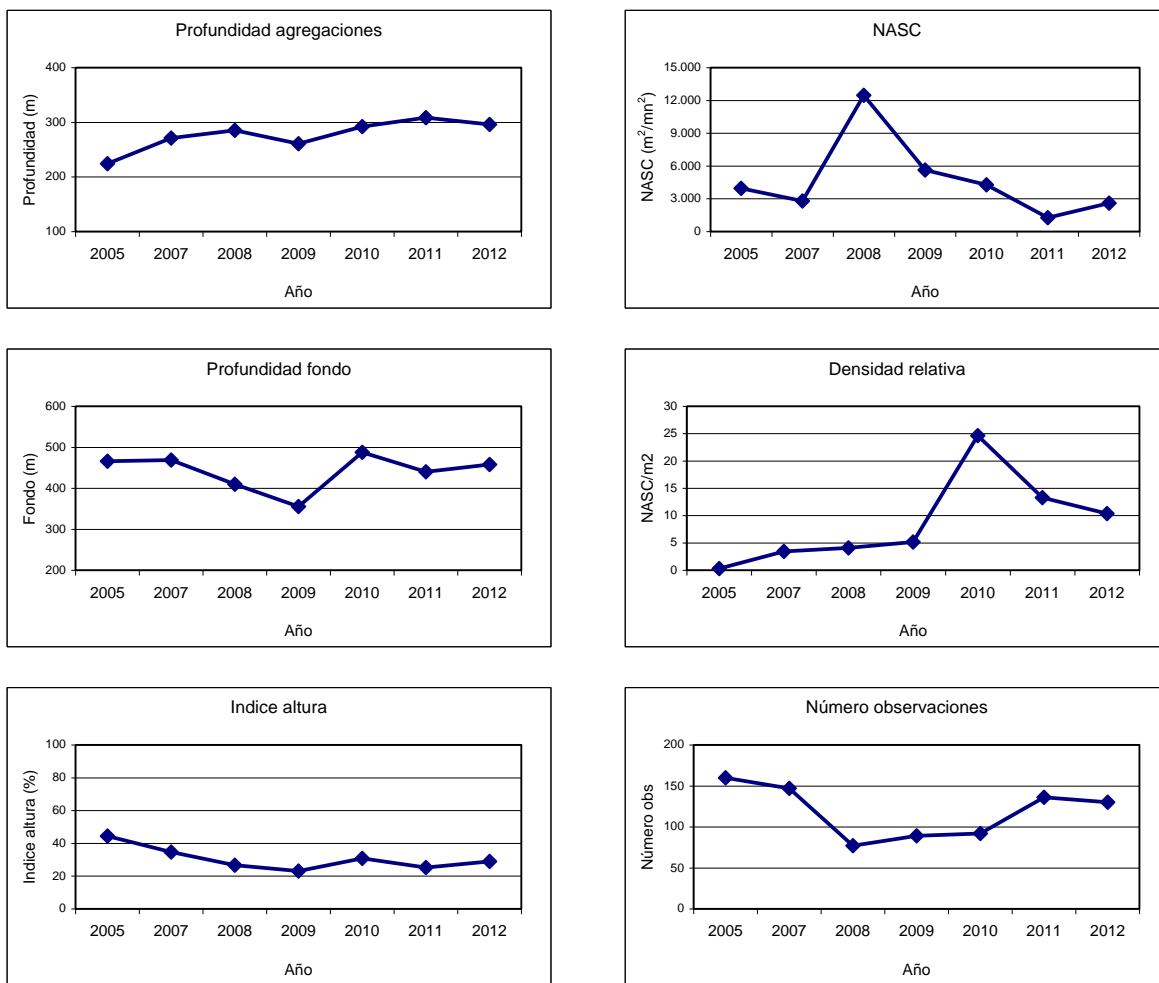 Profundidad agregaciones
400
300
200
100
Profundidad (m)
2005 2007 2008 2009 2010 2011 2012
Año
NASC
15.000
12.000
9.000
6.000
3.000
0
NASC (m²/mn²)
2005 2007 2008 2009 2010 2011 2012
Año
Profundidad fondo
600
500
400
300
200
Fondo (m)
2005 2007 2008 2009 2010 2011 2012
Año
Densidad relativa
30
25
20
15
10
5
0
NASC/m2
2005 2007 2008 2009 2010 2011 2012
Año
Indice altura
100
80
60
40
20
0
Indice altura (%)
2005 2007 2008 2009 2010 2011 2012
Año
Número observaciones
200
150
100
50
0
Número obs
2005 2007 2008 2009 2010 2011 2012
Año